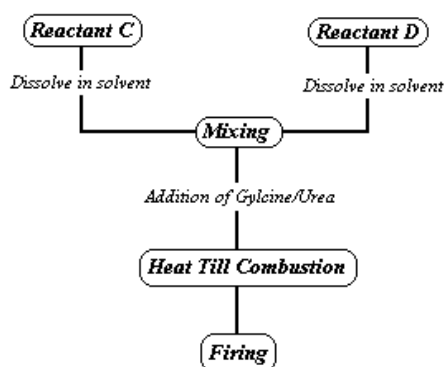 Reactant C
Reactant D
Dissolve in solvent
Dissolve in solvent
Mixing
Addition of Gylcine/Urea
Heat Till Combustion
Firing